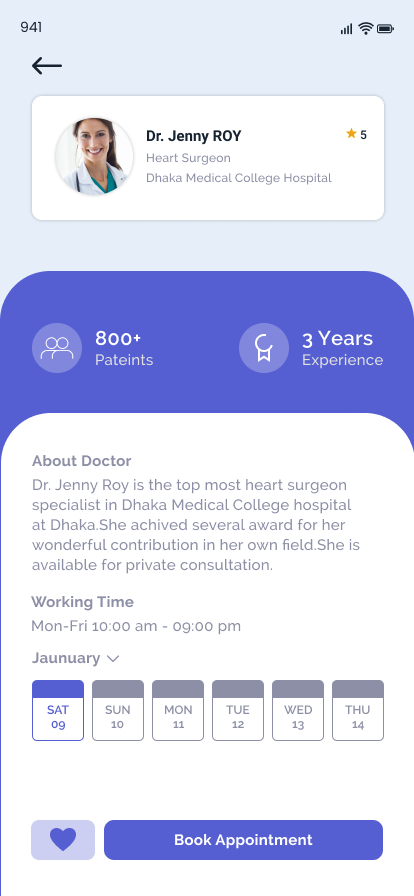 941
Dr. Jenny ROY
5
Heart Surgeon
Dhaka Medical College Hospital
800+
Pateints
3 Years
Experience
About Doctor
Dr. Jenny Roy is the top most heart surgeon
specialist in Dhaka Medical College hospital
at Dhaka.She achived several award for her
wonderful contribution in her own field.She is
available for private consultation.
Working Time
Mon-Fri 10:00 am - 09:00 pm
Jaunuary
SAT
09
SUN
10
MON
11
TUE
12
WED
13
THU
14
Book Appointment